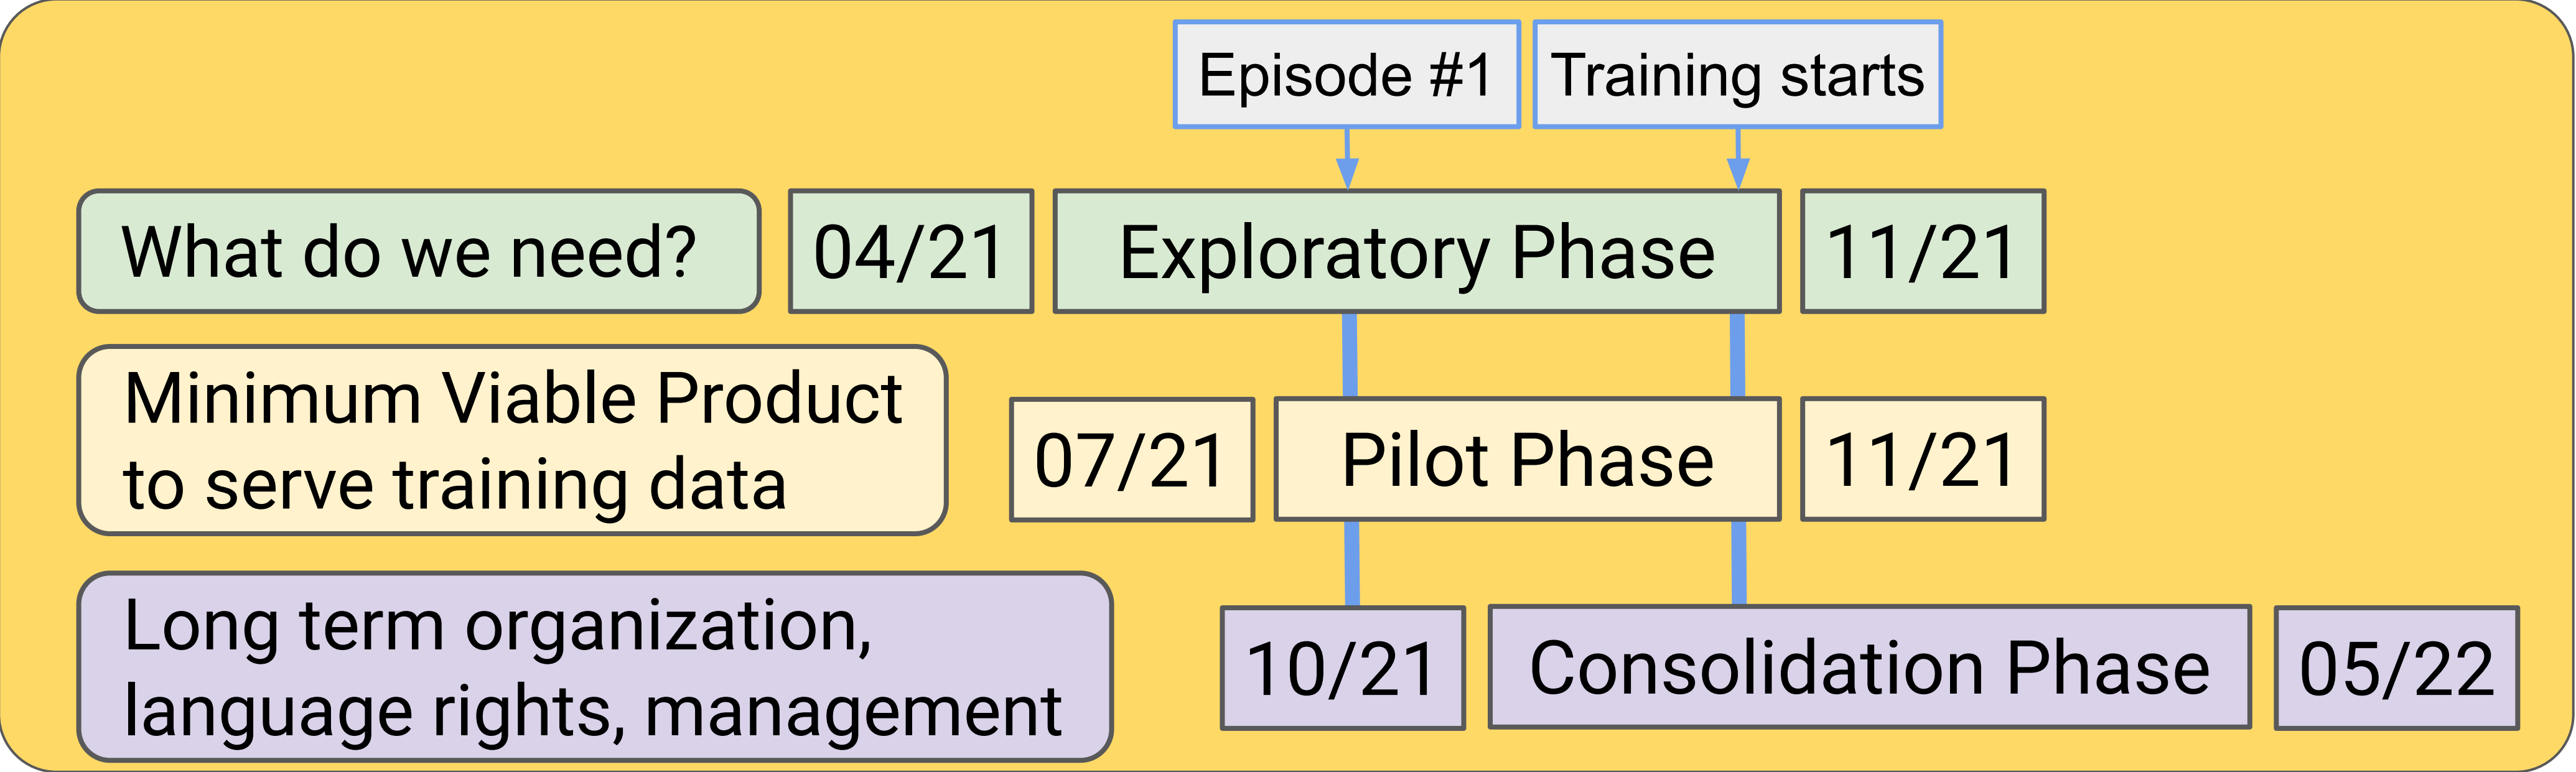 Episode #1
Training starts
What do we need?
04/21
Exploratory Phase
11/21
Minimum Viable Product
to serve training data
07/21
Pilot Phase
11/21
Long term organization,
language rights, management
10/21
Consolidation Phase
05/22